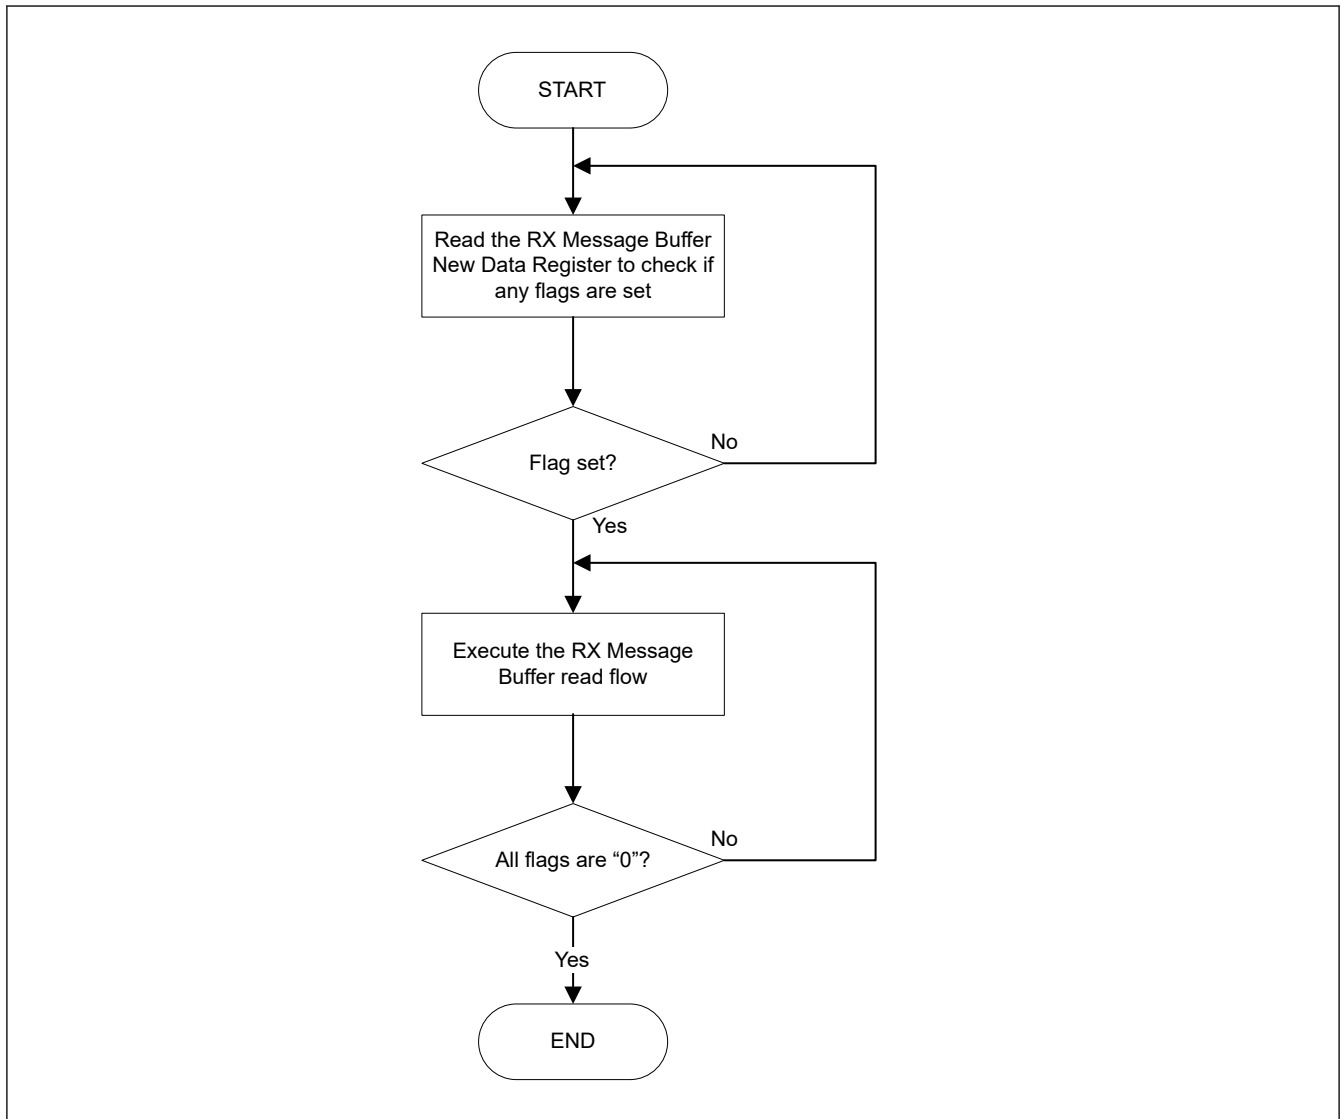 START
Read the RX Message Buffer
New Data Register to check if
any flags are set
No
Flag set?
Yes
Execute the RX Message
Buffer read flow
No
All flags are “0”?
Yes
END